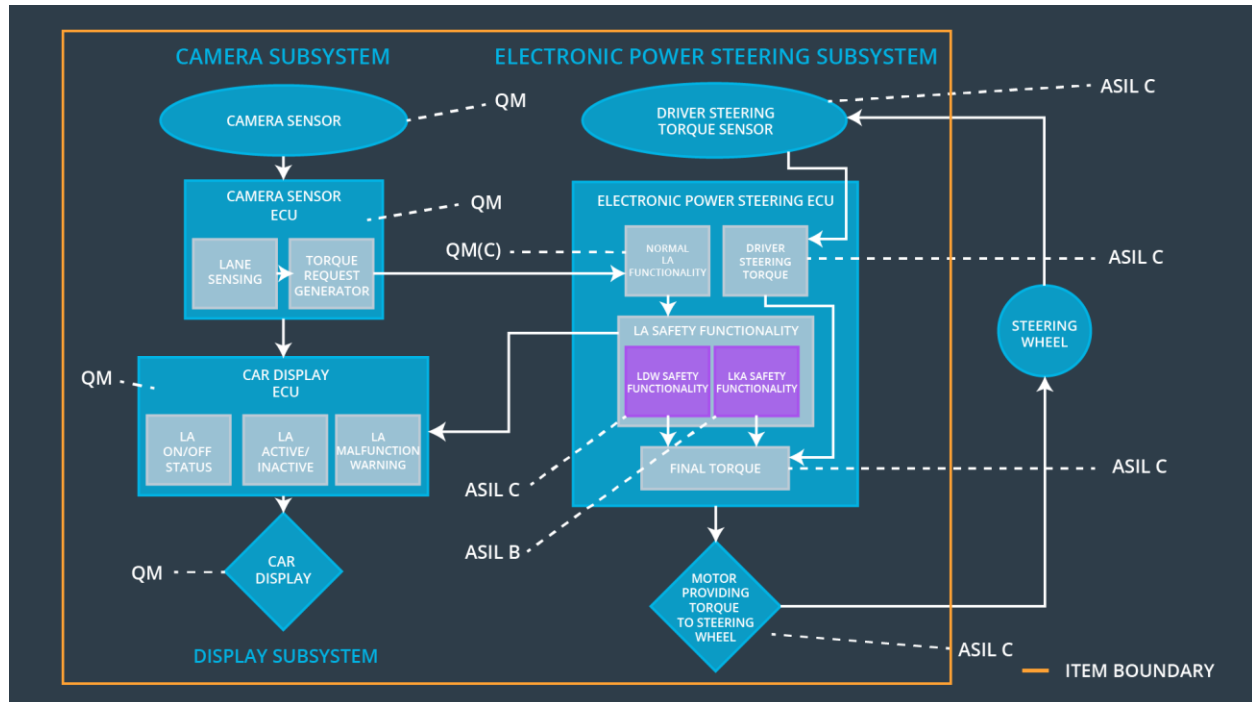 CAMERA SUBSYSTEM
ELECTRONIC POWER STEERING SUBSYSTEM
CAMERA SENSOR
QM
DRIVER STEERING
TORQUE SENSOR
ASIL C
CAMERA SENSOR
ECU
QM
LANE
SENSING
TORQUE
REQUEST
GENERATOR
ELECTRONIC POWER STEERING ECU
QM(C)
NORMAL
LA
FUNCTIONALITY
DRIVER
STEERING
TORQUE
ASIL C
STEERING
WHEEL
LA SAFETY FUNCTIONALITY
LDW SAFETY
FUNCTIONALITY
LKA SAFETY
FUNCTIONALITY
QM
CAR DISPLAY
ECU
LA
ON/OFF
STATUS
LA
ACTIVE/
INACTIVE
LA
MALFUNCTION
WARNING
FINAL TORQUE
ASIL C
ASIL C
ASIL B
QM
CAR
DISPLAY
MOTOR
PROVIDING
TORQUE
TO STEERING
WHEEL
ASIL C
DISPLAY SUBSYSTEM
ITEM BOUNDARY